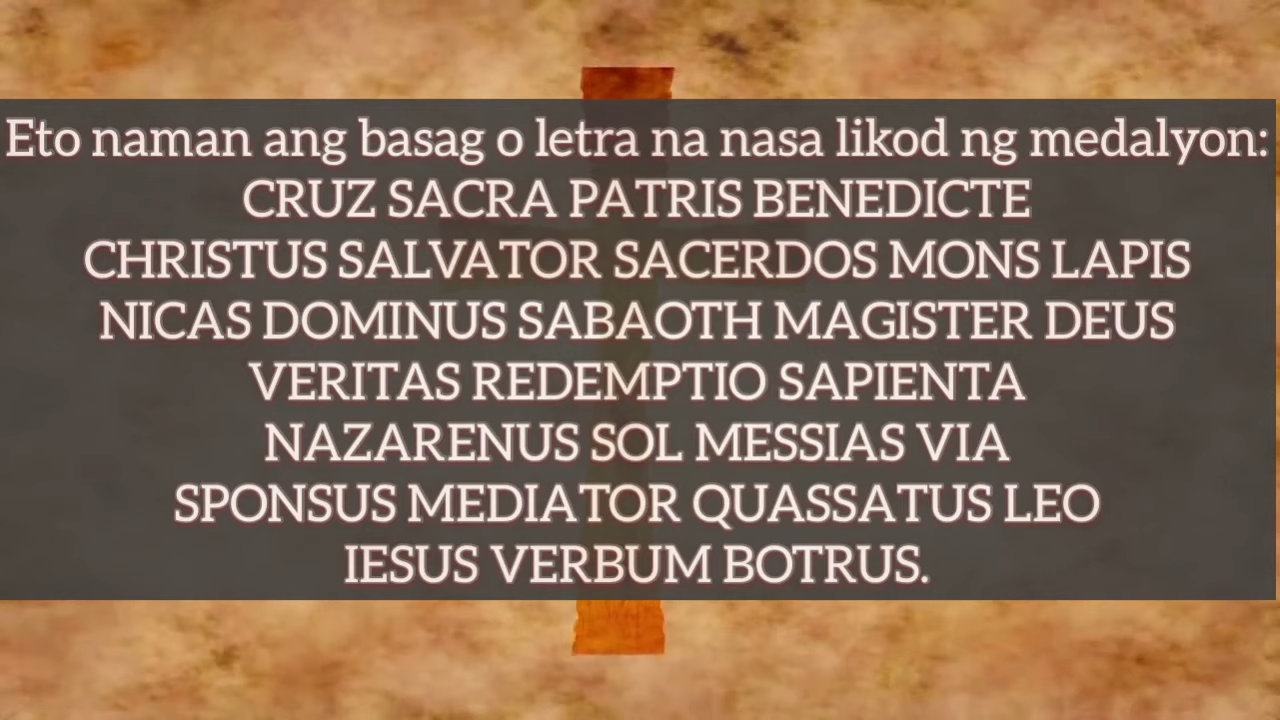 Eto naman ang basag o letra na nasa likod ng medalyon:
CRUZ SACRA PATRIS BENEDICTE
CHRISTUS SALVATOR SACERDOS MONS LAPIS
NICAS DOMINUS SABAOTH MAGISTER DEUS
VERITAS REDEMPTIO SAPIENTA
NAZARENUS SOL MESSIAS VIA
SPONSUS MEDIATOR QUASSATUS LEO
IESUS VERBUM BOTRUS.